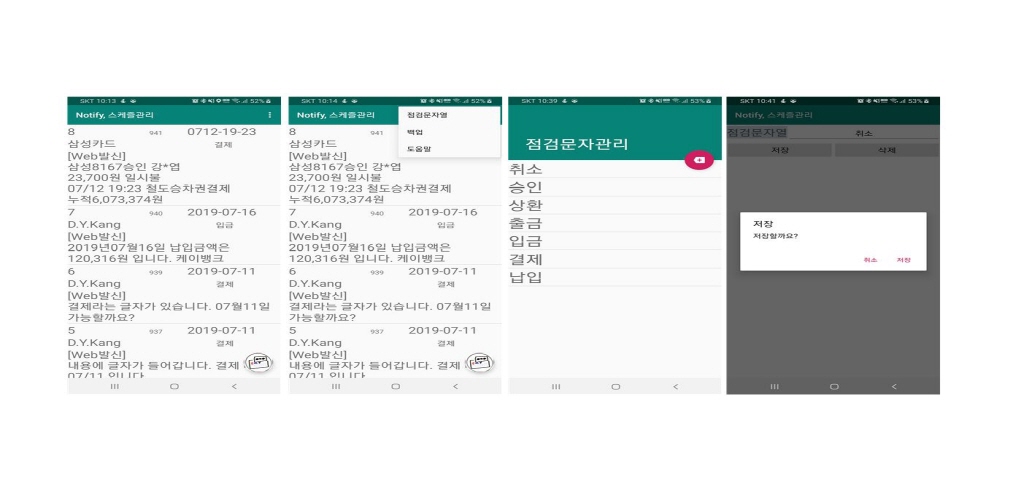 SKT 10:13 52%
Notify, 스케줄관리
8 941 0712-19-23
삼성카드 결제
[Web발신]
삼성8167승인 강*엽
23,700원 일시불
07/12 19:23 철도승차권결제
누적6,073,374원
7 940 2019-07-16
D.Y.Kang 입금
[Web발신]
2019년07월16일 납입금액은
120,316원 입니다. 케이뱅크
6 939 2019-07-11
D.Y.Kang 결제
[Web발신]
결제라는 글자가 있습니다. 07월11일
가능할까요?
5 937 2019-07-11
D.Y.Kang 결제
[Web발신]
내용에 글자가 들어갑니다. 결제
07/11 입니다
SKT 10:14 52%
Notify, 스케줄관리
점검문자열
백업
도움말
8 941
삼성카드
[Web발신]
삼성8167승인 강*엽
23,700원 일시불
07/12 19:23 철도승차권결제
누적6,073,374원
7 940 2019-07-16
D.Y.Kang 입금
[Web발신]
2019년07월16일 납입금액은
120,316원 입니다. 케이뱅크
6 939 2019-07-11
D.Y.Kang 결제
[Web발신]
결제라는 글자가 있습니다. 07월11일
가능할까요?
5 937 2019-07-11
D.Y.Kang 결제
[Web발신]
내용에 글자가 들어갑니다. 결제
07/11 입니다
SKT 10:39 53%
점검문자관리
취소
승인
상환
출금
입금
결제
납입
SKT 10:41 53%
Notify, 스케줄관리
점검문자열 취소
저장 삭제
저장
저장할까요?
취소 저장